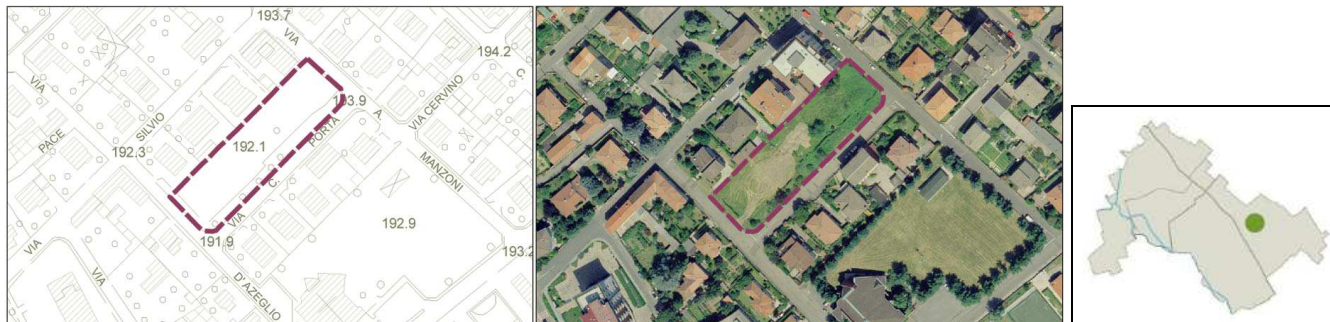 193.7
VIA
194.2
C.
VIA
193.9
A.
VIA CERVINO
SILVIO
PORTA
PACE
192.3
192.1
MANZONI
C.
VIA
192.9
191.9
VIA
VIA
193.2
D'AZEGLIO